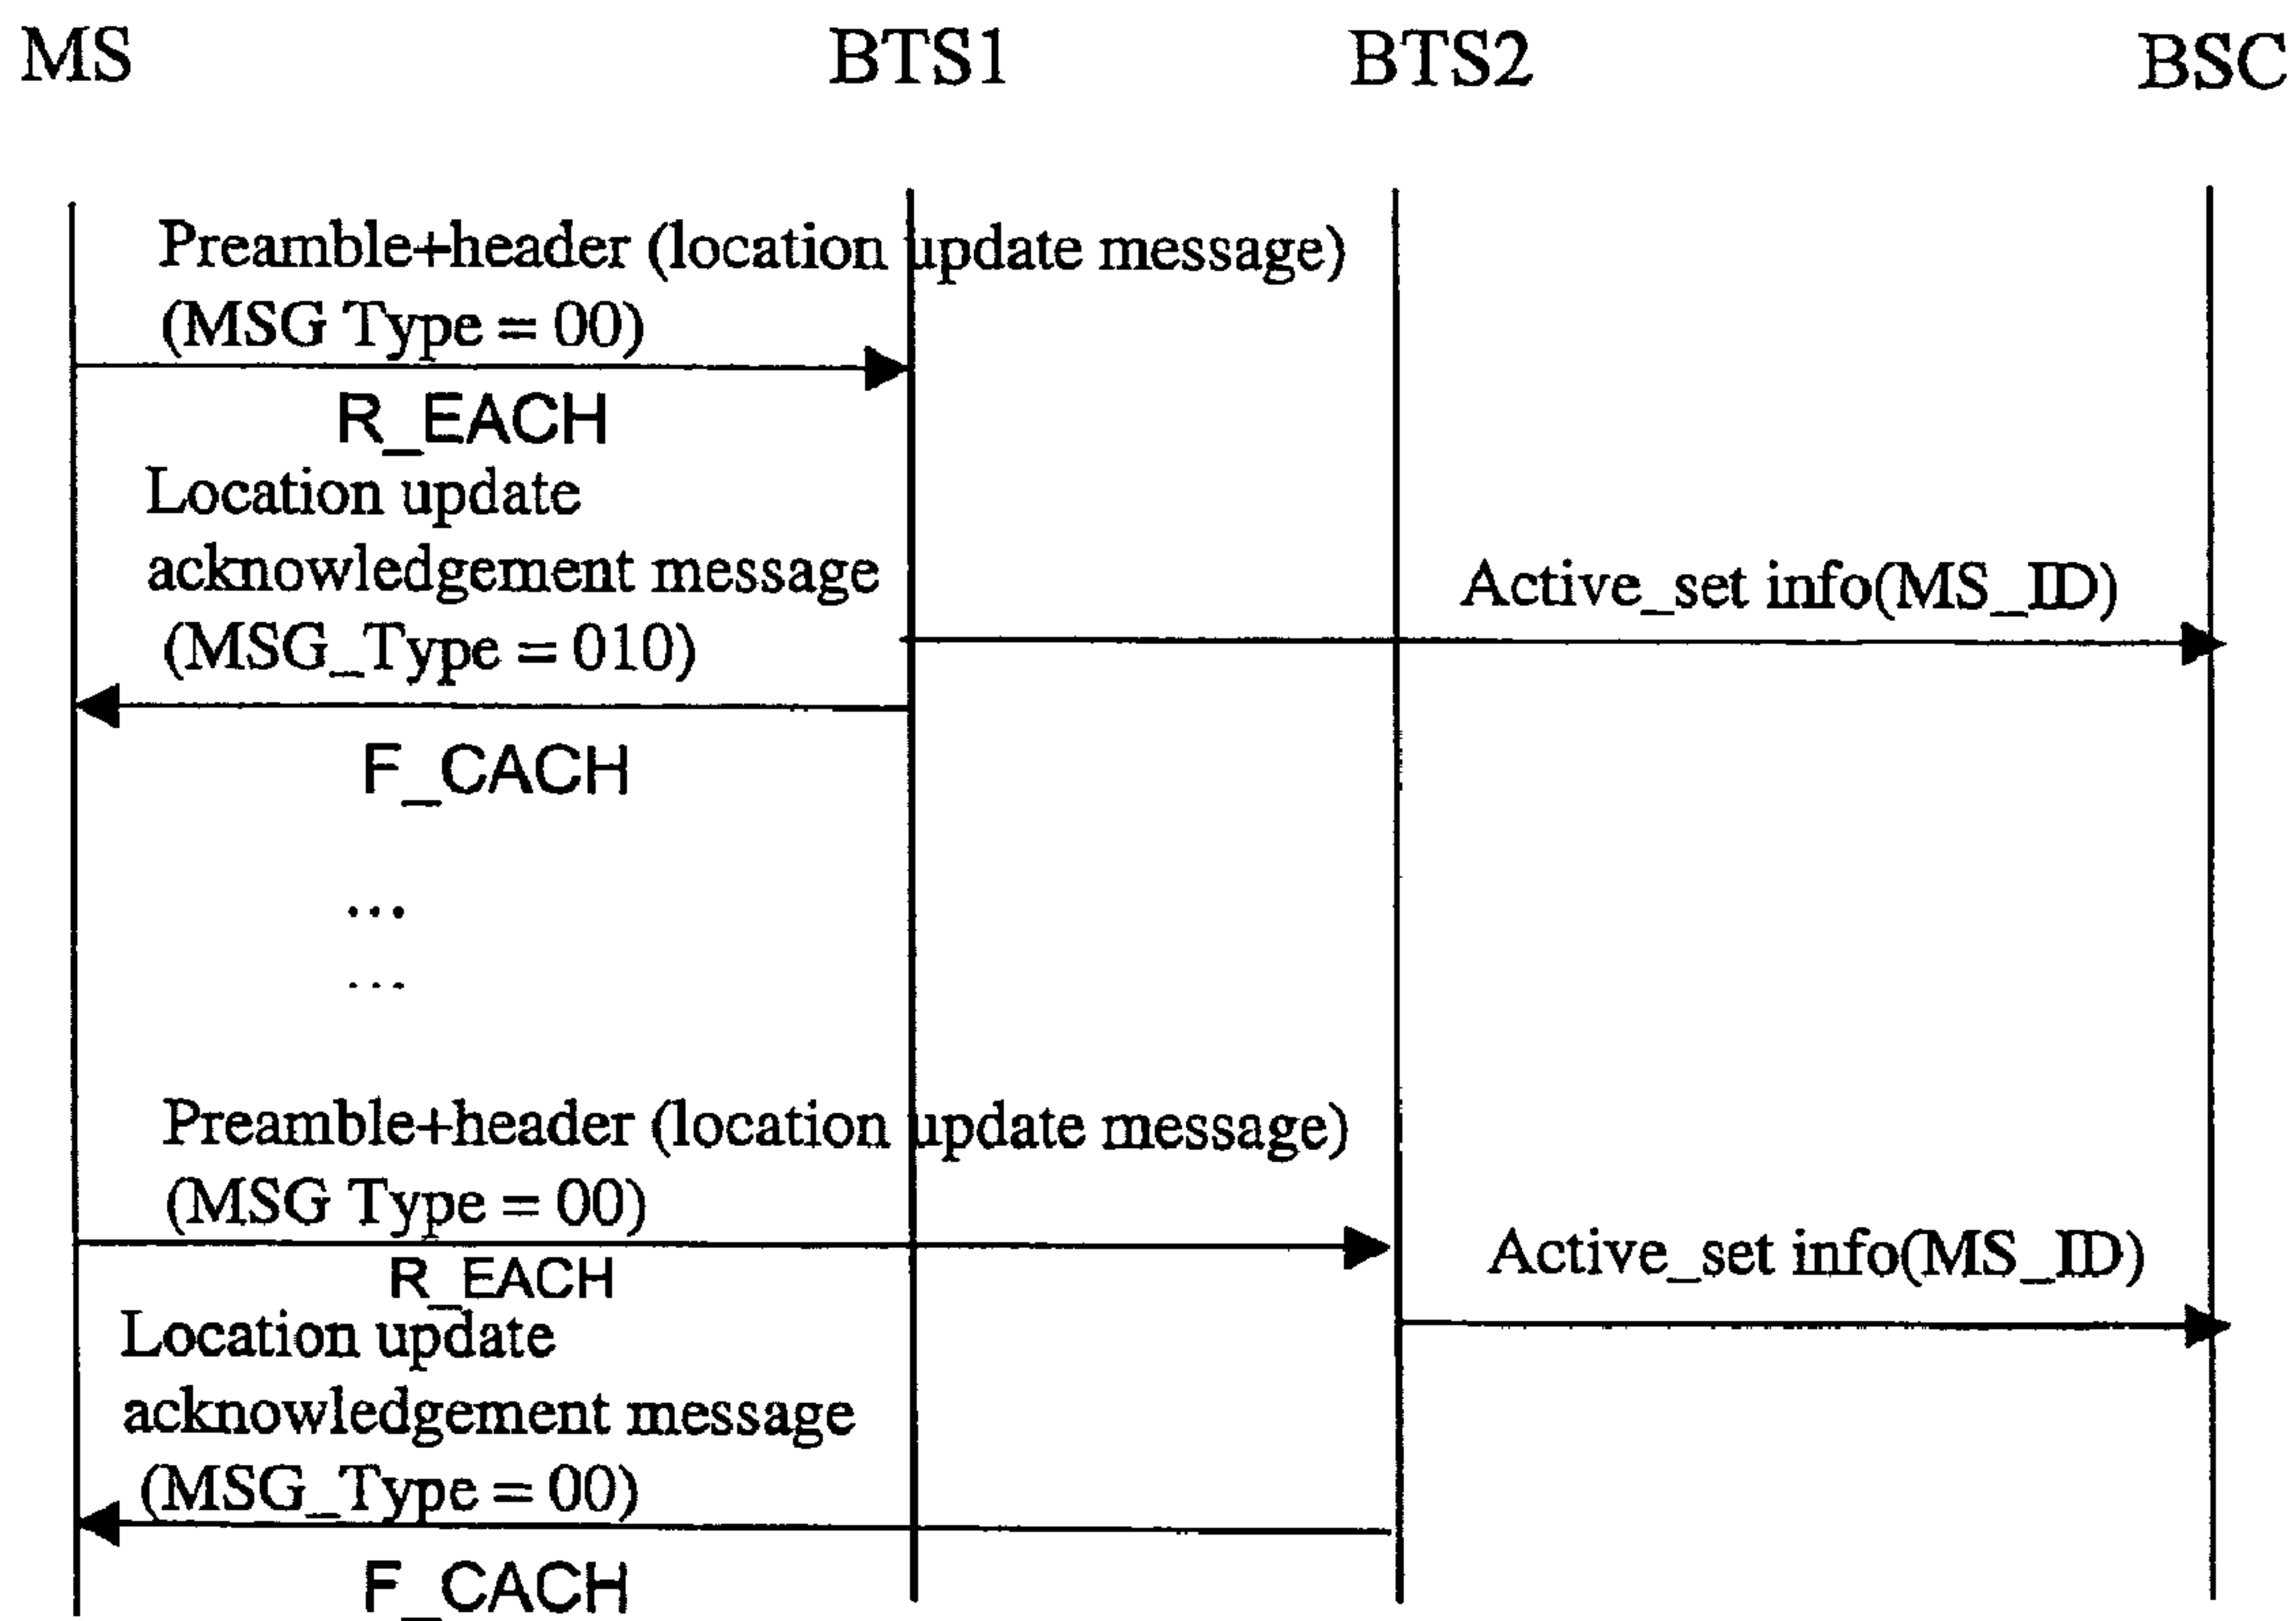 MS BTS1 BTS2 BSC
Preamble+header (location update message)
(MSG Type = 00)
R_EACH
Location update
acknowledgement message
(MSG_Type = 010)
Active_set info(MS_ID)
F_CACH
...
...
Preamble+header (location update message)
(MSG Type = 00)
R_EACH
Active_set info(MS_ID)
Location update
acknowledgement message
(MSG_Type = 00)
F_CACH